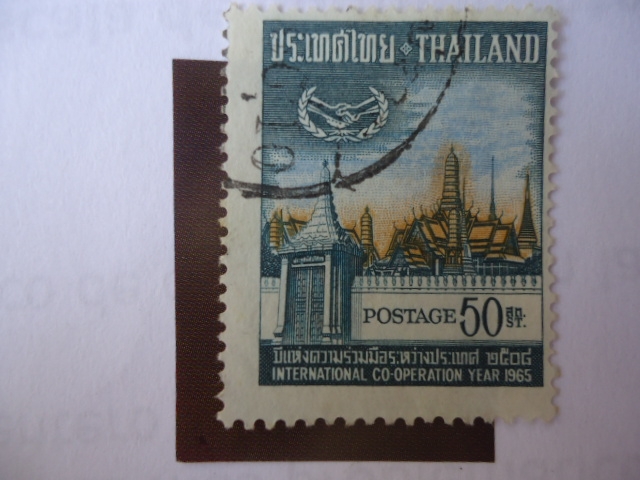 ประเทศไทย THAILAND
POSTAGE 50 สต. ST.
ปีแห่งความร่วมมือระหว่างประเทศ ๒๕๐๘
INTERNATIONAL CO-OPERATION YEAR 1965